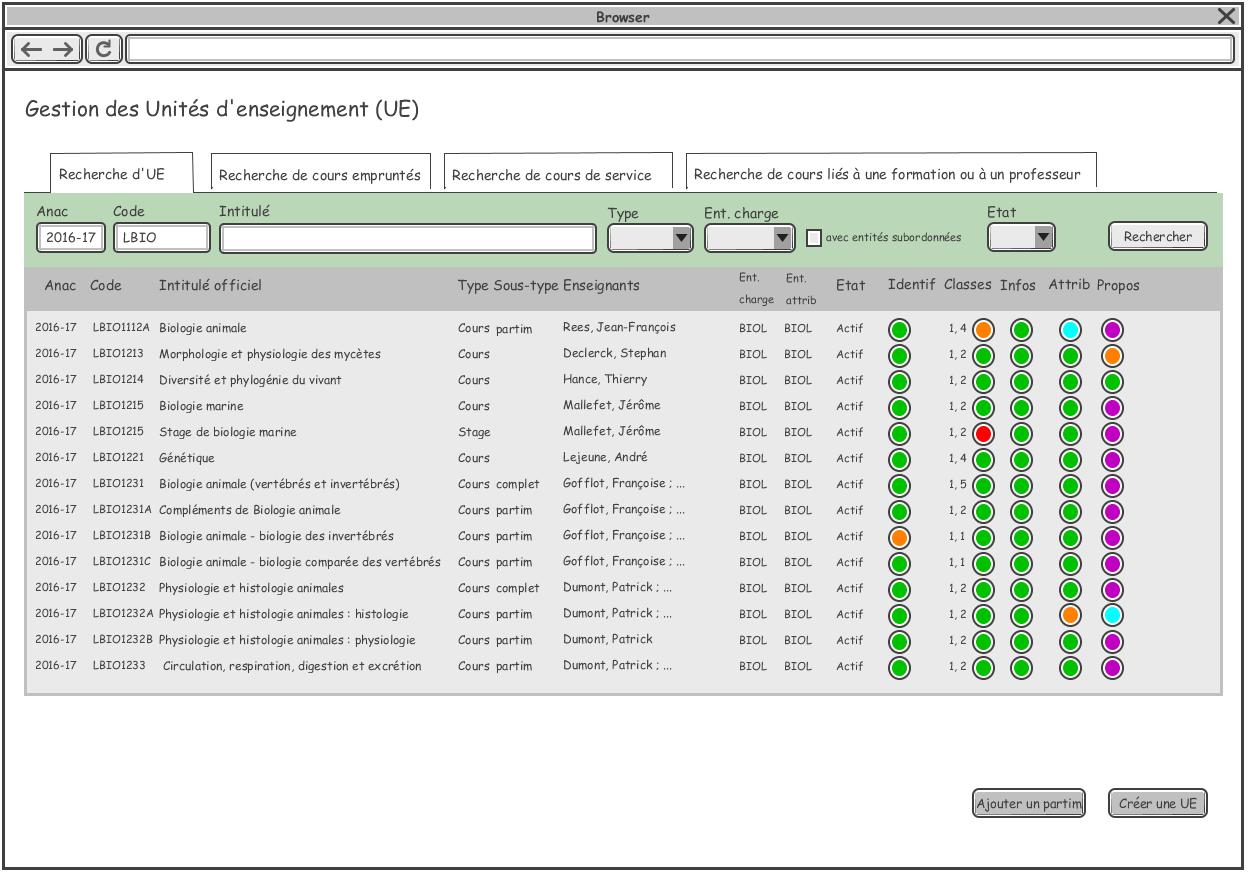 Browser
Gestion des Unités d'enseignement (UE)
Recherche d'UE Recherche de cours empruntés Recherche de cours de service Recherche de cours liés à une formation ou à un professeur
Anac Code Intitulé Type Ent. charge Etat
2016-17 LBIO avec entités subordonnées Rechercher
Anac Code Intitulé officiel Type Sous-type Enseignants Ent. charge Ent. attrib Etat Identif Classes Infos Attrib Propos
2016-17 LBIO1112A Biologie animale Cours partim Rees, Jean-François BIOL BIOL Actif 1, 4
2016-17 LBIO1213 Morphologie et physiologie des mycètes Cours Declerck, Stephan BIOL BIOL Actif 1, 2
2016-17 LBIO1214 Diversité et phylogénie du vivant Cours Hance, Thierry BIOL BIOL Actif 1, 2
2016-17 LBIO1215 Biologie marine Cours Mallefet, Jérôme BIOL BIOL Actif 1, 2
2016-17 LBIO1215 Stage de biologie marine Stage Mallefet, Jérôme BIOL BIOL Actif 1, 2
2016-17 LBIO1221 Génétique Cours Lejeune, André BIOL BIOL Actif 1, 4
2016-17 LBIO1231 Biologie animale (vertébrés et invertébrés) Cours complet Gofflot, Françoise ; ... BIOL BIOL Actif 1, 5
2016-17 LBIO1231A Compléments de Biologie animale Cours partim Gofflot, Françoise ; ... BIOL BIOL Actif 1, 2
2016-17 LBIO1231B Biologie animale - biologie des invertébrés Cours partim Gofflot, Françoise ; ... BIOL BIOL Actif 1, 1
2016-17 LBIO1231C Biologie animale - biologie comparée des vertébrés Cours partim Gofflot, Françoise ; ... BIOL BIOL Actif 1, 1
2016-17 LBIO1232 Physiologie et histologie animales Cours complet Dumont, Patrick ; ... BIOL BIOL Actif 1, 2
2016-17 LBIO1232A Physiologie et histologie animales : histologie Cours partim Dumont, Patrick ; ... BIOL BIOL Actif 1, 2
2016-17 LBIO1232B Physiologie et histologie animales : physiologie Cours partim Dumont, Patrick BIOL BIOL Actif 1, 2
2016-17 LBIO1233 Circulation, respiration, digestion et excrétion Cours partim Dumont, Patrick ; ... BIOL BIOL Actif 1, 2
Ajouter un partim Créer une UE